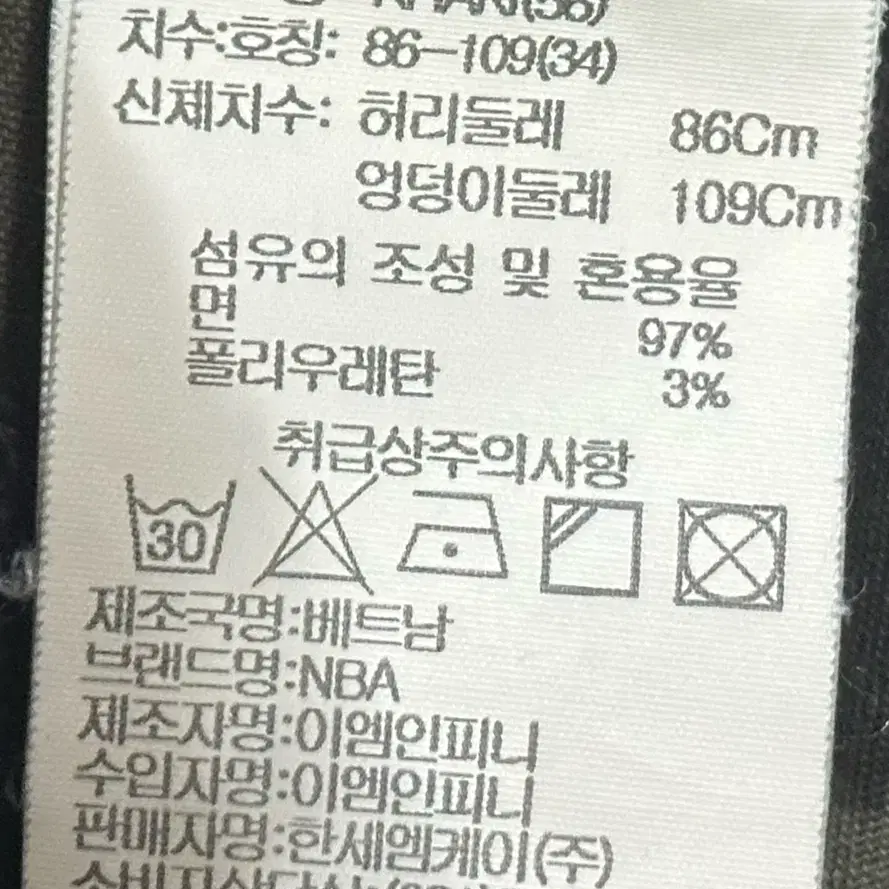 KHAKI(56)
치수:호칭: 86-109(34)
신체치수: 허리둘레 86Cm
엉덩이둘레 109Cm
섬유의 조성 및 혼용율
면 97%
폴리우레탄 3%
취급상주의사항
30
제조국명:베트남
브랜드명:NBA
제조자명:이엠인피니
수입자명:이엠인피니
판매자명:한세엠케이(주)